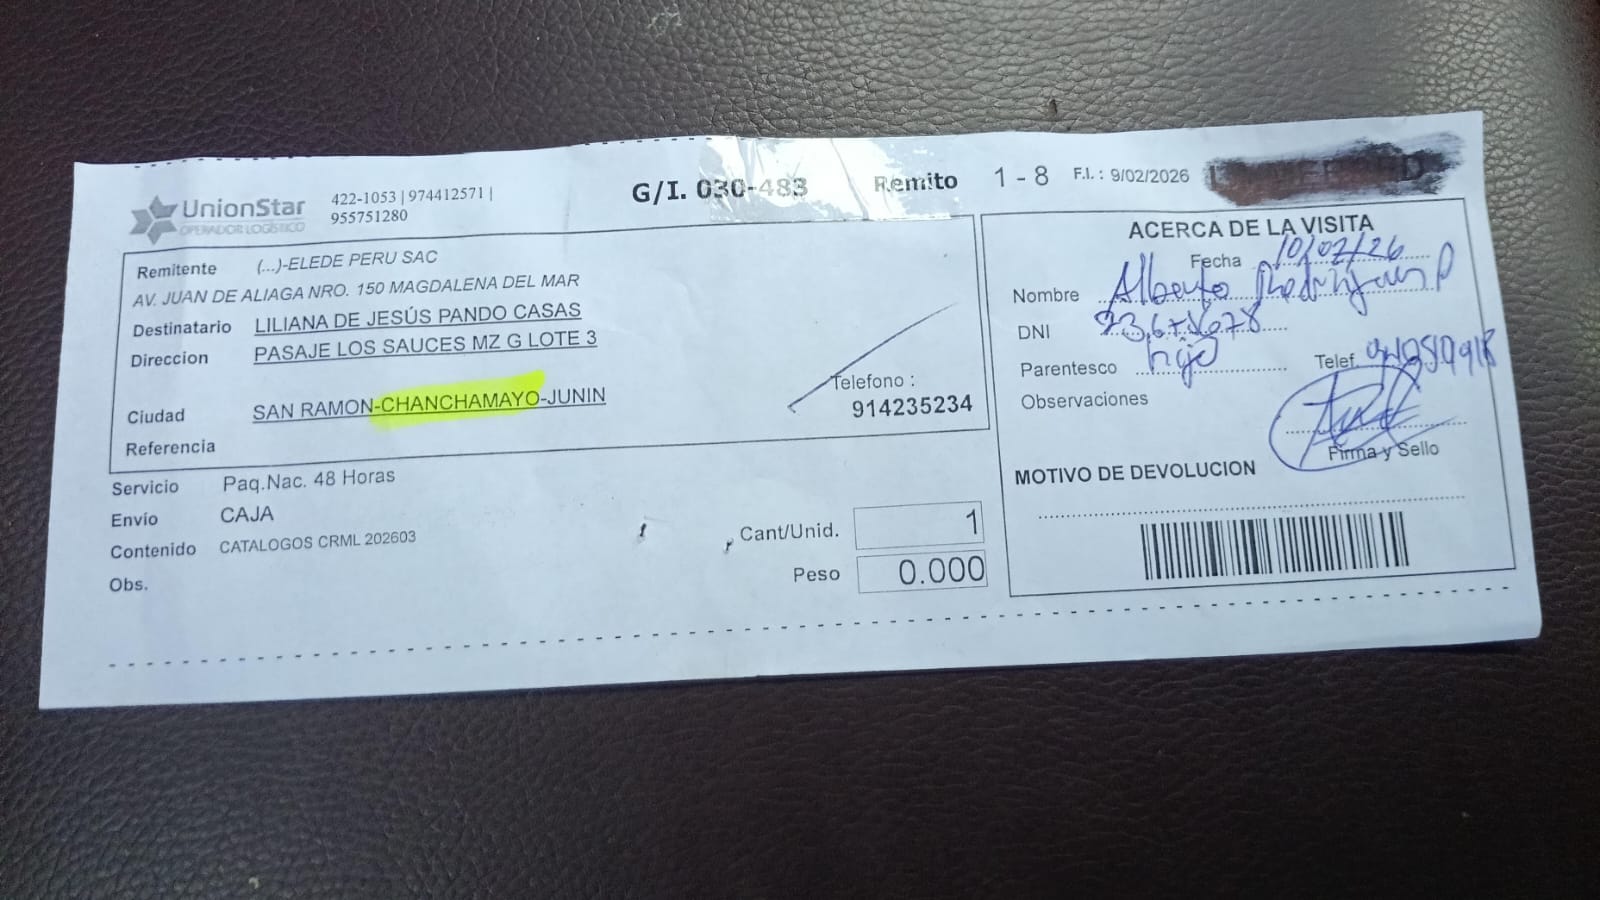 UnionStar
OPERADOR LOGÍSTICO
422-1053 | 974412571 |
955751280
G/I. 030-483
Remito 1 - 8 F.I. : 9/02/2026
Remitente (...)-ELEDE PERU SAC
AV. JUAN DE ALIAGA NRO. 150 MAGDALENA DEL MAR
Destinatario LILIANA DE JESÚS PANDO CASAS
Direccion PASAJE LOS SAUCES MZ G LOTE 3
Ciudad SAN RAMON-CHANCHAMAYO-JUNIN
Telefono :
914235234
Referencia
Servicio Paq.Nac. 48 Horas
Envío CAJA
Contenido CATALOGOS CRML 202603
Obs.
Cant/Unid. 1
Peso 0.000
ACERCA DE LA VISITA
Fecha 10/02/26
Nombre Alberto
DNI
Parentesco hijo
Telef.
Observaciones
Firma y Sello
MOTIVO DE DEVOLUCION